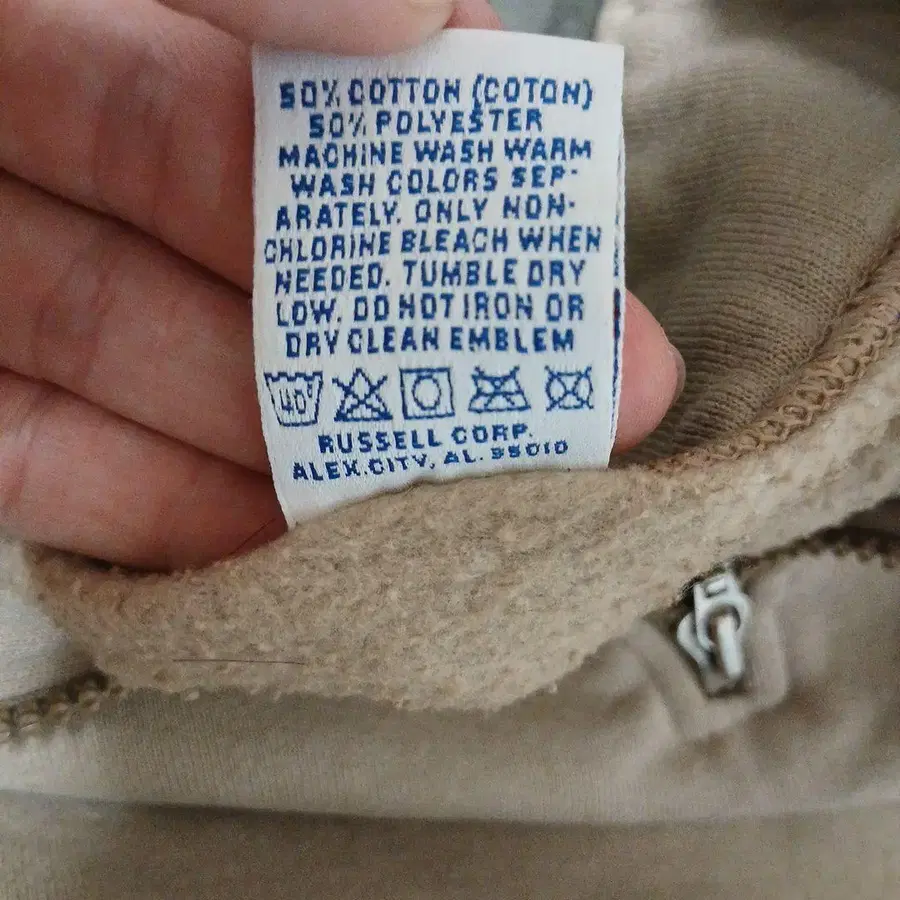 50% COTTON (COTON)
50% POLYESTER
MACHINE WASH WARM
WASH COLORS SEP-
ARATELY. ONLY NON-
CHLORINE BLEACH WHEN
NEEDED. TUMBLE DRY
LOW. DO NOT IRON OR
DRY CLEAN EMBLEM
40°
RUSSELL CORP.
ALEX.CITY, AL. 35010